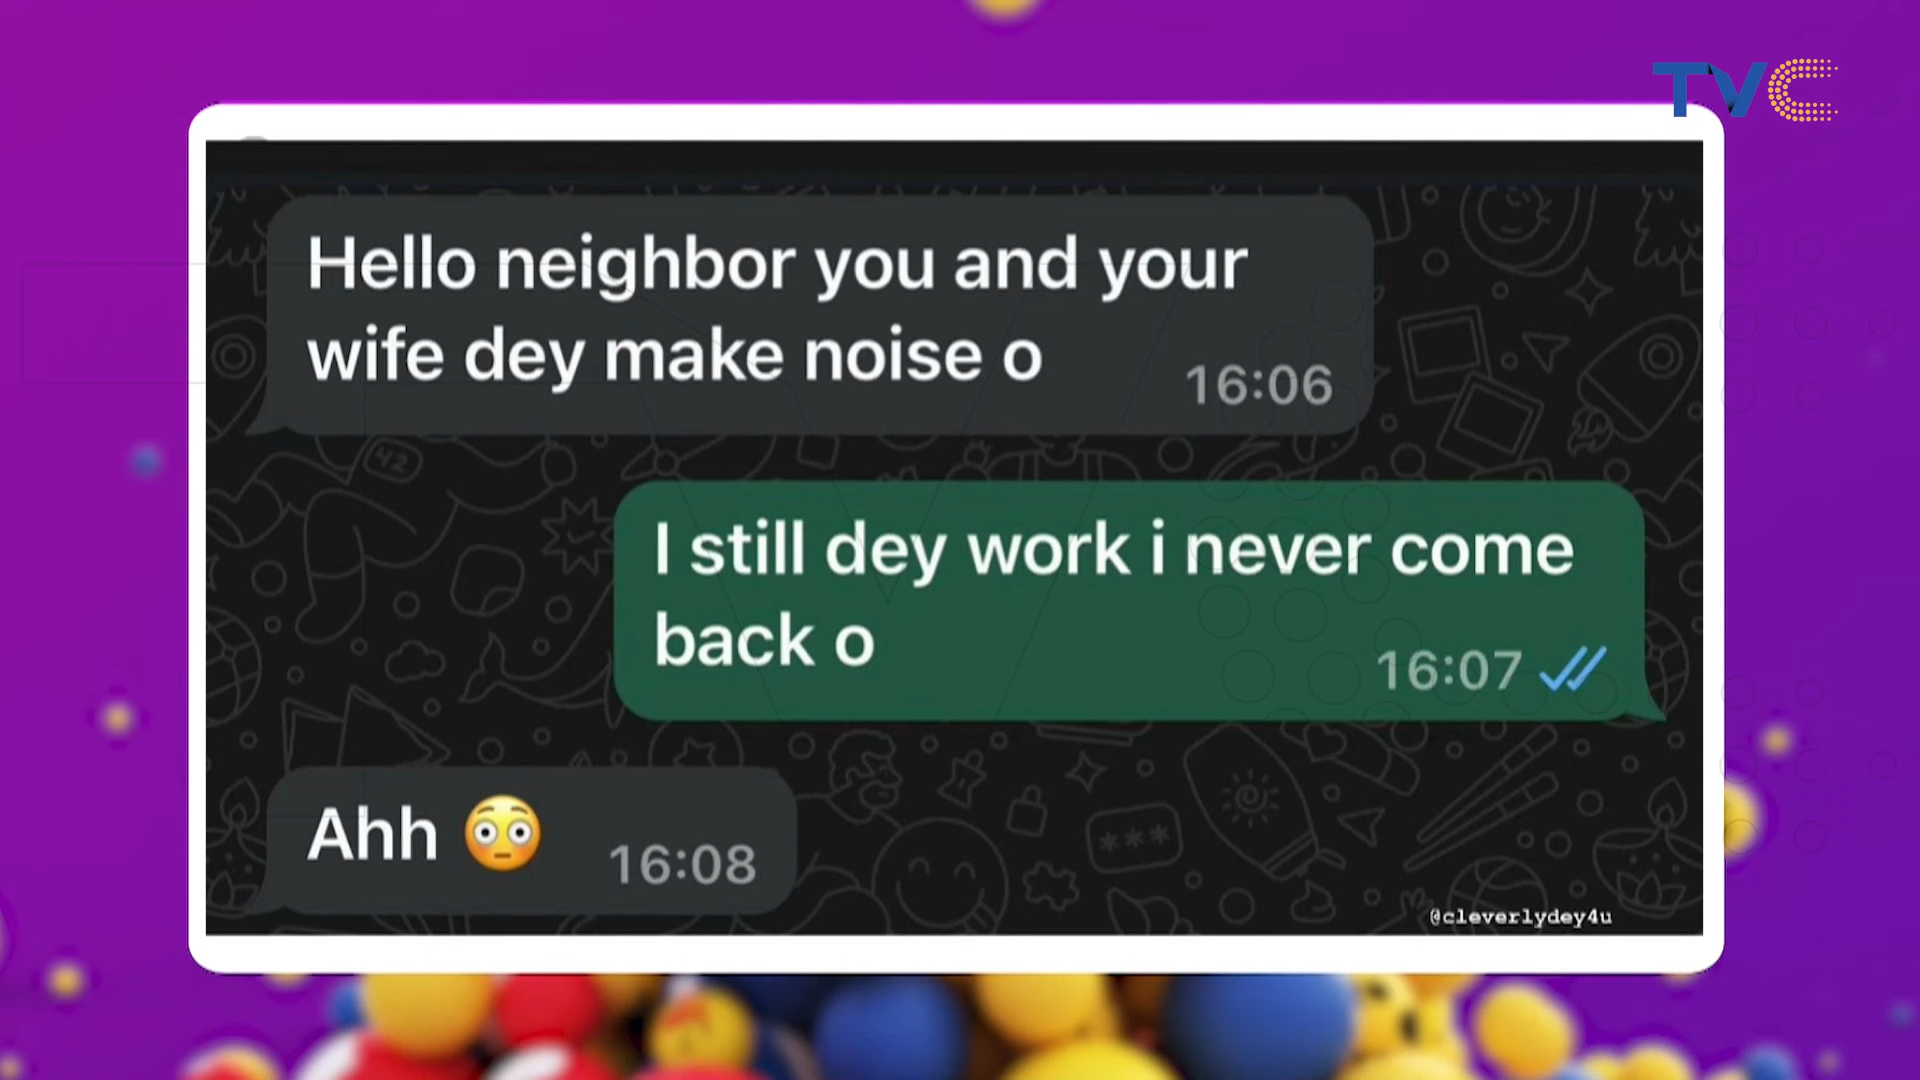 TVC
Hello neighbor you and your
wife dey make noise o
16:06
I still dey work i never come
back o
16:07
Ahh 😳
16:08
@cleverlydey4u